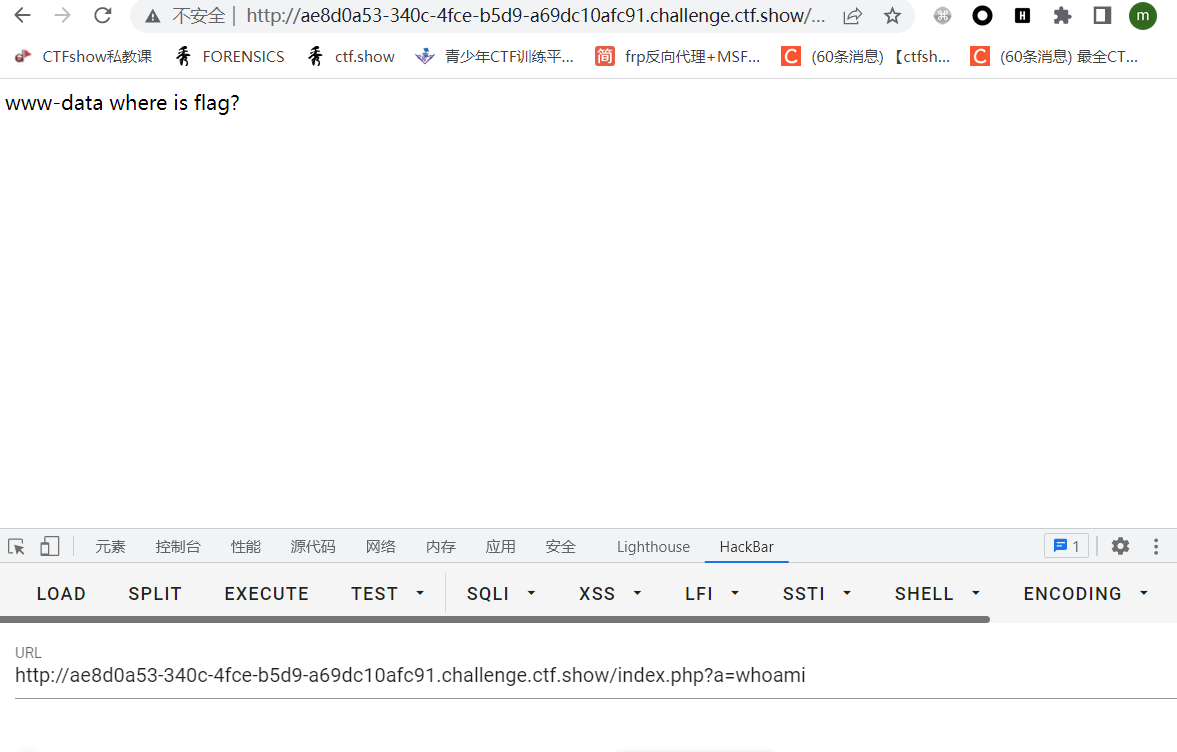 不安全 | http://ae8d0a53-340c-4fce-b5d9-a69dc10afc91.challenge.ctf.show/... m
CTFshow私教课 FORENSICS ctf.show 青少年CTF训练平... 简 frp反向代理+MSF... C (60条消息) 【ctfsh... C (60条消息) 最全CT...
www-data where is flag?
元素 控制台 性能 源代码 网络 内存 应用 安全 Lighthouse HackBar 1
LOAD SPLIT EXECUTE TEST SQLI XSS LFI SSTI SHELL ENCODING
URL
http://ae8d0a53-340c-4fce-b5d9-a69dc10afc91.challenge.ctf.show/index.php?a=whoami